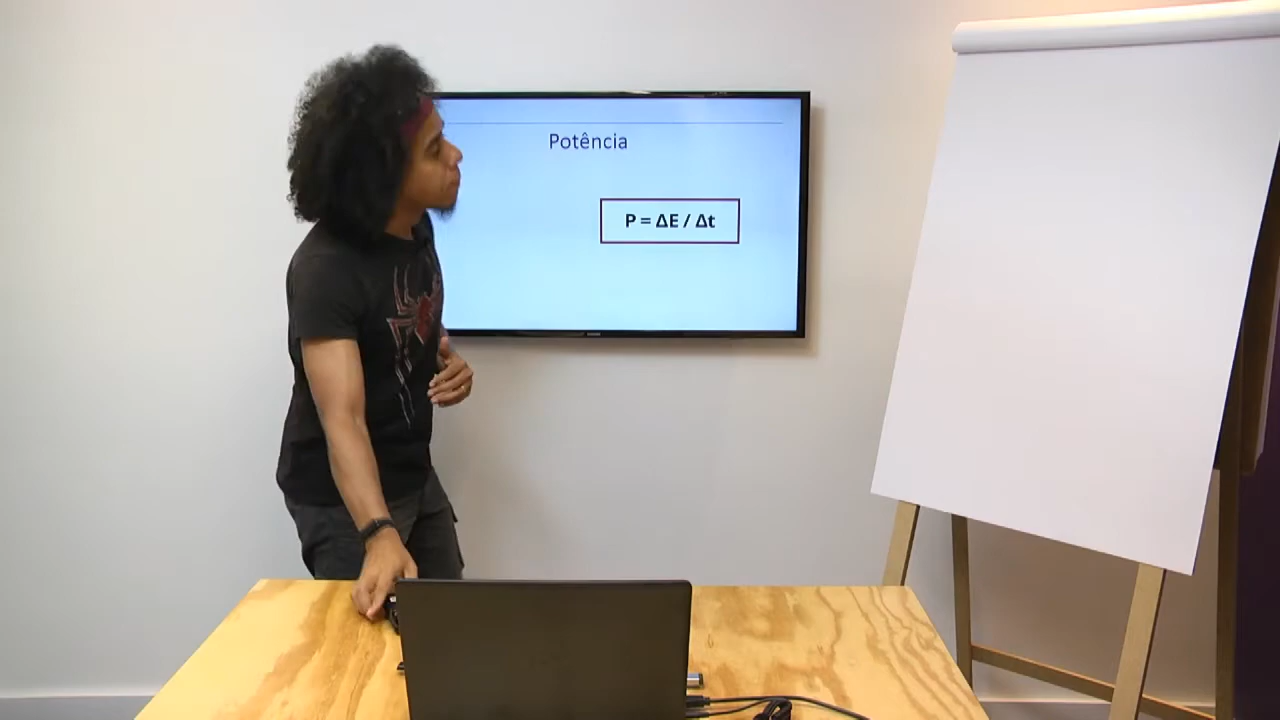 Potência
P = ΔE / Δt